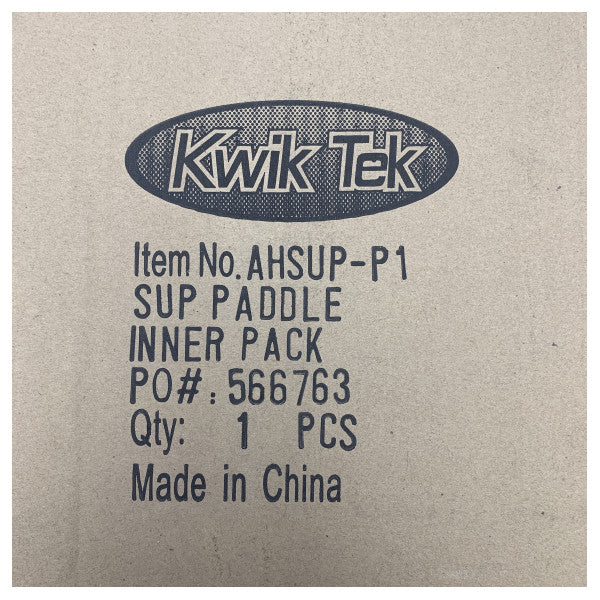 Kwik Tek
Item No.AHSUP-P1
SUP PADDLE
INNER PACK
PO#:566763
Qty: 1 PCS
Made in China